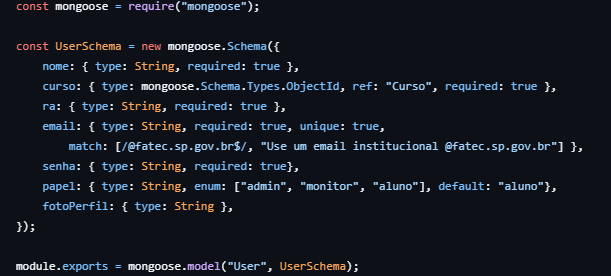 const mongoose = require("mongoose");
const UserSchema = new mongoose.Schema({
nome: { type: String, required: true },
curso: { type: mongoose.Schema.Types.ObjectId, ref: "Curso", required: true },
ra: { type: String, required: true },
email: { type: String, required: true, unique: true,
match: [/@fatec.sp.gov.br$/, "Use um email institucional @fatec.sp.gov.br"] },
senha: { type: String, required: true},
papel: { type: String, enum: ["admin", "monitor", "aluno"], default: "aluno"},
fotoPerfil: { type: String },
});
module.exports = mongoose.model("User", UserSchema);